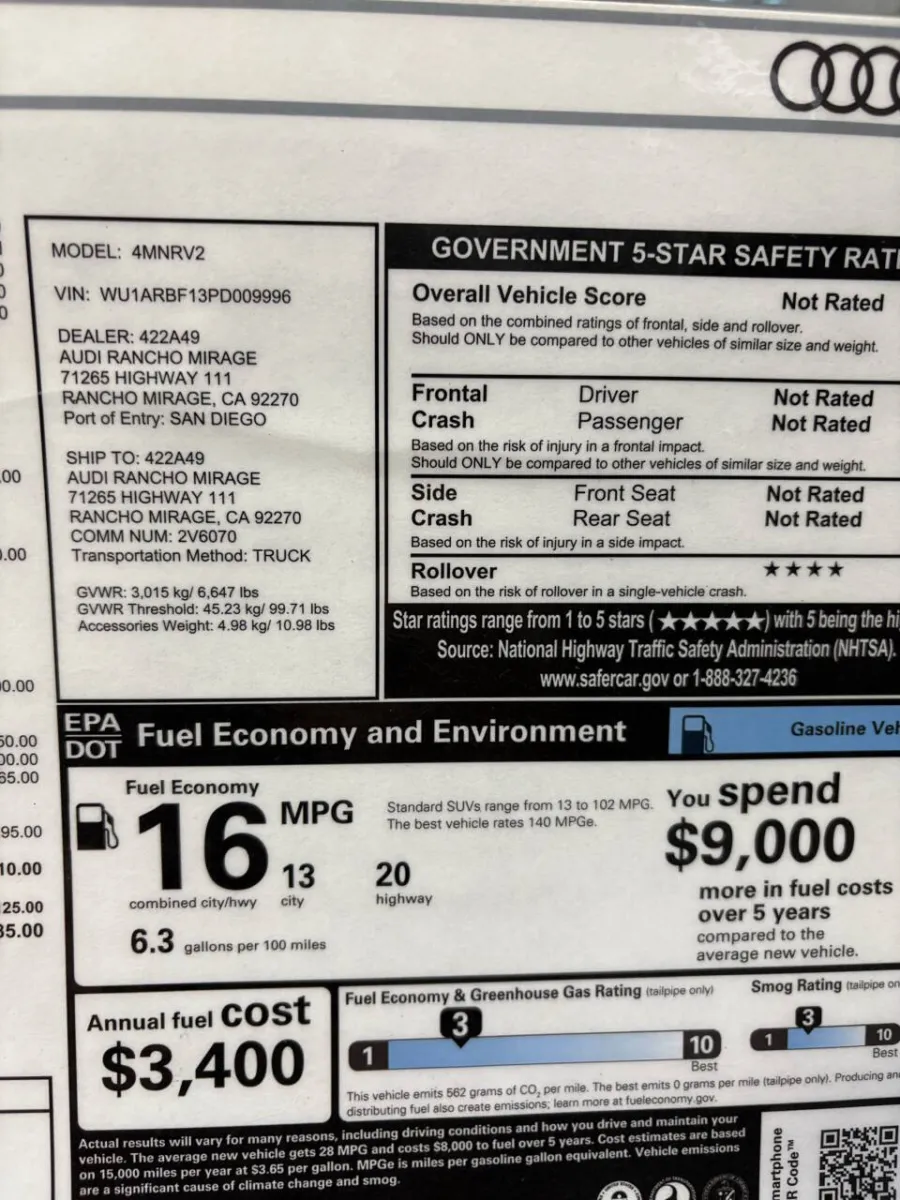 MODEL: 4MNRV2
VIN: WU1ARBF13PD009996
DEALER: 422A49
AUDI RANCHO MIRAGE
71265 HIGHWAY 111
RANCHO MIRAGE, CA 92270
Port of Entry: SAN DIEGO
SHIP TO: 422A49
AUDI RANCHO MIRAGE
71265 HIGHWAY 111
RANCHO MIRAGE, CA 92270
COMM NUM: 2V6070
Transportation Method: TRUCK
GVWR: 3,015 kg/ 6,647 lbs
GVWR Threshold: 45.23 kg/ 99.71 lbs
Accessories Weight: 4.98 kg/ 10.98 lbs
GOVERNMENT 5-STAR SAFETY RATI
Overall Vehicle Score Not Rated
Based on the combined ratings of frontal, side and rollover.
Should ONLY be compared to other vehicles of similar size and weight.
Frontal Driver Not Rated
Crash Passenger Not Rated
Based on the risk of injury in a frontal impact.
Should ONLY be compared to other vehicles of similar size and weight.
Side Front Seat Not Rated
Crash Rear Seat Not Rated
Based on the risk of injury in a side impact.
Rollover ★★★★
Based on the risk of rollover in a single-vehicle crash.
Star ratings range from 1 to 5 stars (★★★★★) with 5 being the hi
Source: National Highway Traffic Safety Administration (NHTSA).
www.safercar.gov or 1-888-327-4236
.00
0.00
00.00
50.00
00.00
65.00
95.00
10.00
25.00
35.00
EPA
DOT
Fuel Economy and Environment
Gasoline Veh
Fuel Economy
16 MPG
combined city/hwy
13
city
20
highway
6.3 gallons per 100 miles
Standard SUVs range from 13 to 102 MPG.
The best vehicle rates 140 MPGe.
You spend
$9,000
more in fuel costs
over 5 years
compared to the
average new vehicle.
Annual fuel cost
$3,400
Fuel Economy & Greenhouse Gas Rating (tailpipe only)
3
1 10
Best
Smog Rating (tailpipe on
3
1 10
Best
This vehicle emits 562 grams of CO₂ per mile. The best emits 0 grams per mile (tailpipe only). Producing and
distributing fuel also create emissions; learn more at fueleconomy.gov.
Actual results will vary for many reasons, including driving conditions and how you drive and maintain your
vehicle. The average new vehicle gets 28 MPG and costs $8,000 to fuel over 5 years. Cost estimates are based
on 15,000 miles per year at $3.65 per gallon. MPGe is miles per gasoline gallon equivalent. Vehicle emissions
are a significant cause of climate change and smog.
martphone
R Code™